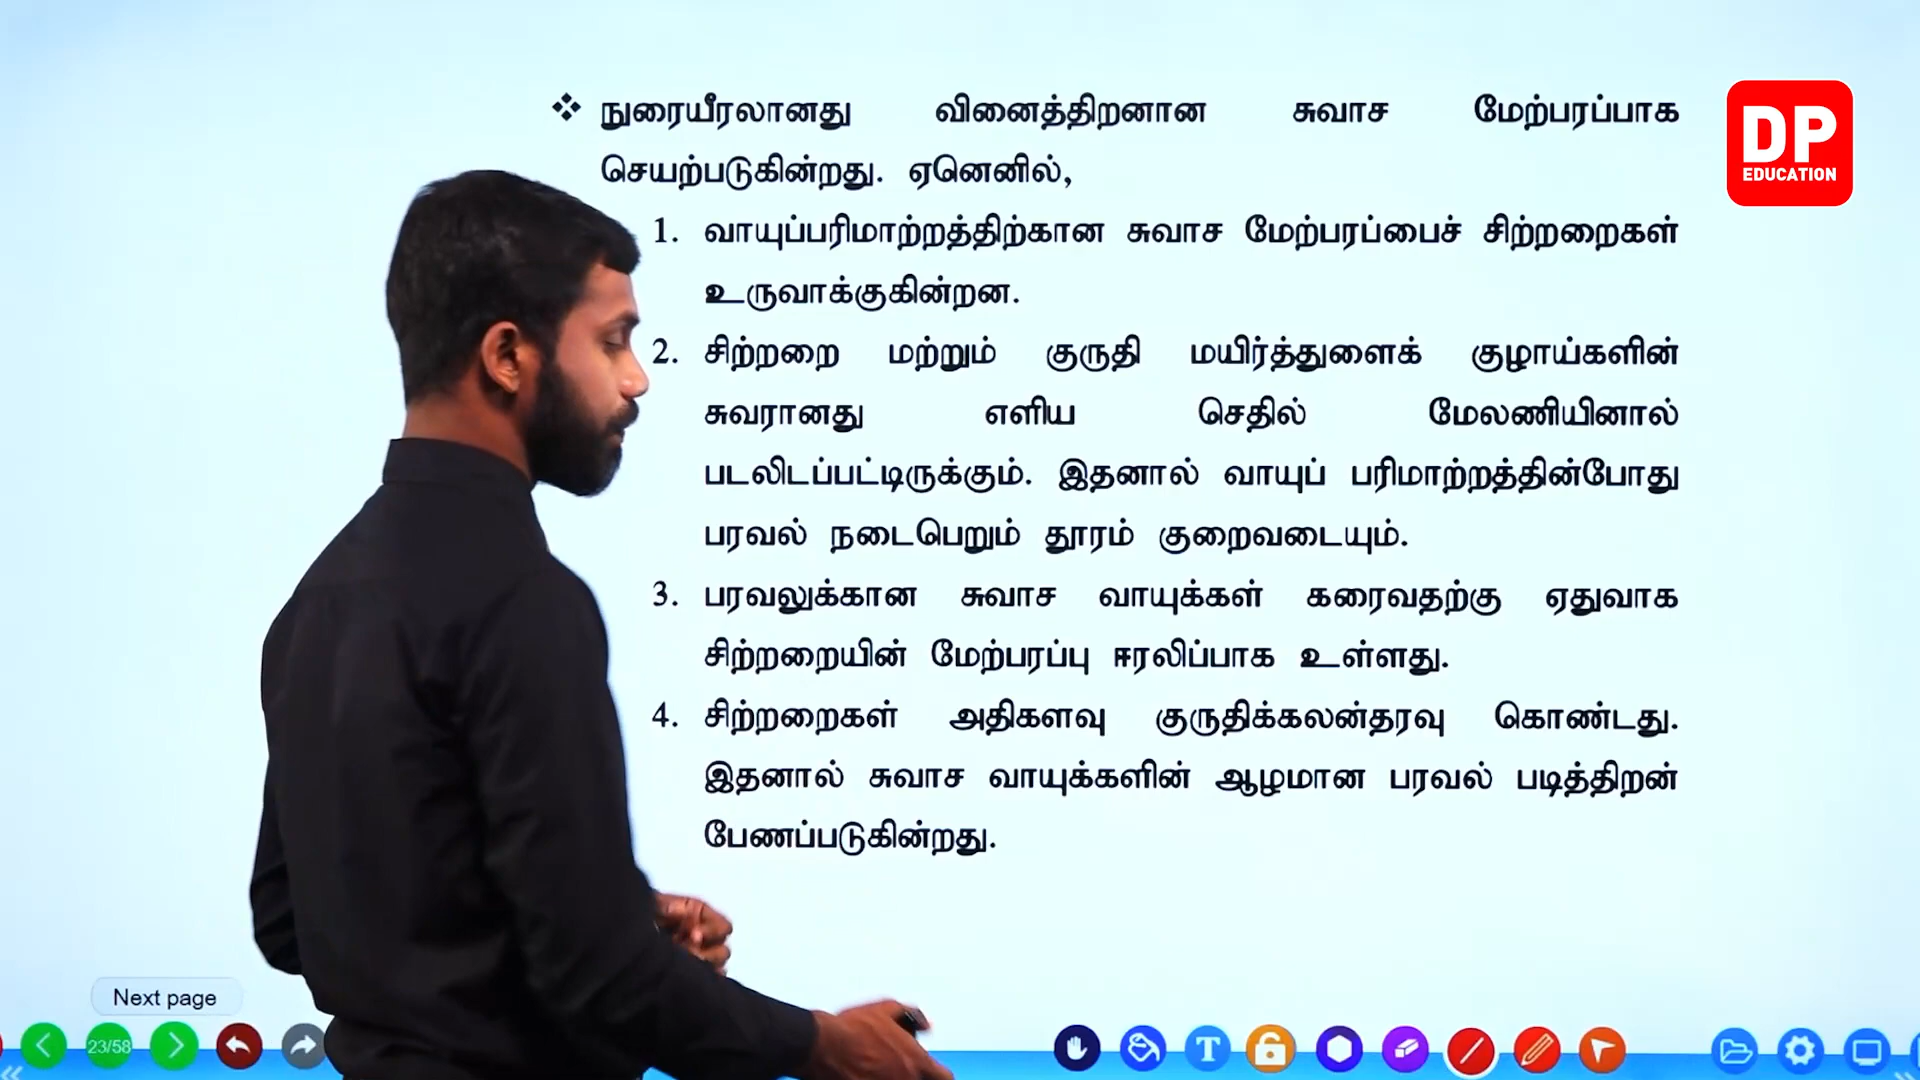 ❖ நுரையீரலானது வினைத்திறனான சுவாச மேற்பரப்பாக
செயற்படுகின்றது. ஏனெனில்,
1. வாயுப்பரிமாற்றத்திற்கான சுவாச மேற்பரப்பைச் சிற்றறைகள்
உருவாக்குகின்றன.
2. சிற்றறை மற்றும் குருதி மயிர்த்துளைக் குழாய்களின்
சுவரானது எளிய செதில் மேலணியினால்
படலிடப்பட்டிருக்கும். இதனால் வாயுப் பரிமாற்றத்தின்போது
பரவல் நடைபெறும் தூரம் குறைவடையும்.
3. பரவலுக்கான சுவாச வாயுக்கள் கரைவதற்கு ஏதுவாக
சிற்றறையின் மேற்பரப்பு ஈரலிப்பாக உள்ளது.
4. சிற்றறைகள் அதிகளவு குருதிக்கலன்தரவு கொண்டது.
இதனால் சுவாச வாயுக்களின் ஆழமான பரவல் படித்திறன்
பேணப்படுகின்றது.
DP
EDUCATION
Next page
23/58
T